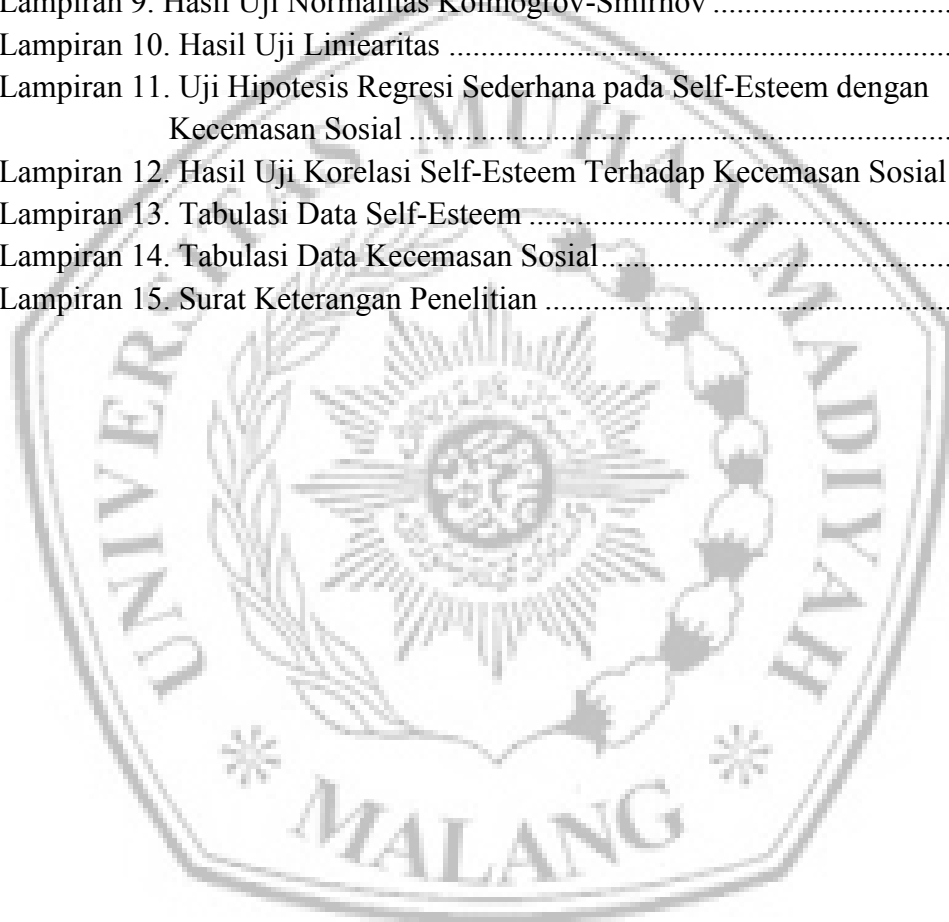 Lampiran 9. Hasil Uji Normalitas Kolmogrov-Smirnov ..............................
Lampiran 10. Hasil Uji Liniearitas ..............................................................
Lampiran 11. Uji Hipotesis Regresi Sederhana pada Self-Esteem dengan
Kecemasan Sosial ...................................................................
Lampiran 12. Hasil Uji Korelasi Self-Esteem Terhadap Kecemasan Sosial
Lampiran 13. Tabulasi Data Self-Esteem .....................................................
Lampiran 14. Tabulasi Data Kecemasan Sosial............................................
Lampiran 15. Surat Keterangan Penelitian ...................................................
UNIVERSITAS MUHAMMADIYAH
MALANG